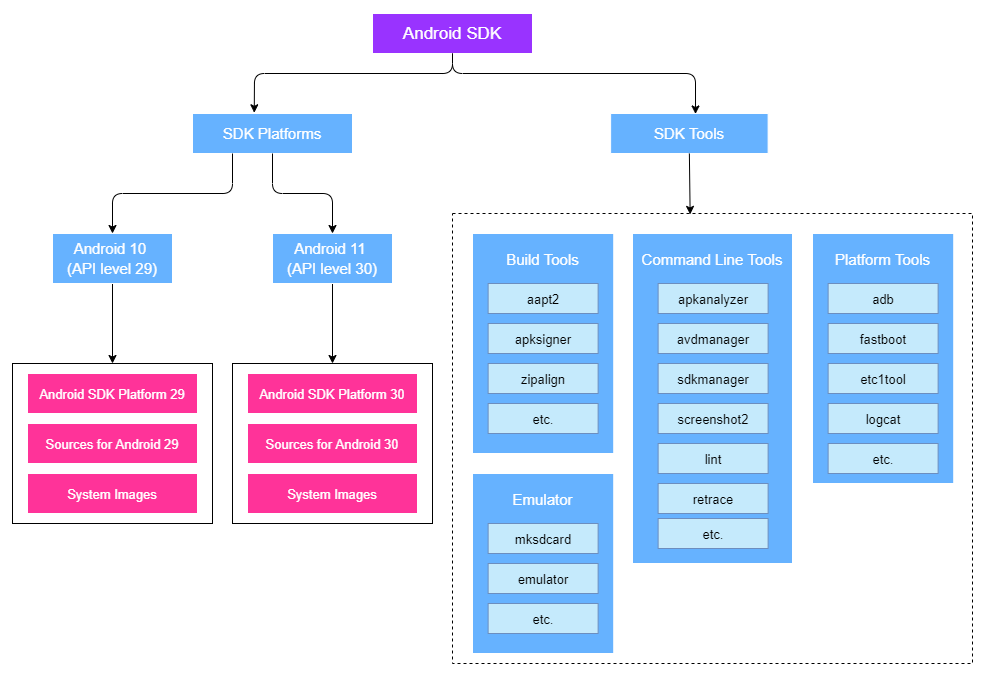 Android SDK
SDK Platforms
SDK Tools
Android 10
(API level 29)
Android 11
(API level 30)
Android SDK Platform 29
Sources for Android 29
System Images
Android SDK Platform 30
Sources for Android 30
System Images
Build Tools
aapt2
apksigner
zipalign
etc.
Emulator
mksdcard
emulator
etc.
Command Line Tools
apkanalyzer
avdmanager
sdkmanager
screenshot2
lint
retrace
etc.
Platform Tools
adb
fastboot
etc1tool
logcat
etc.